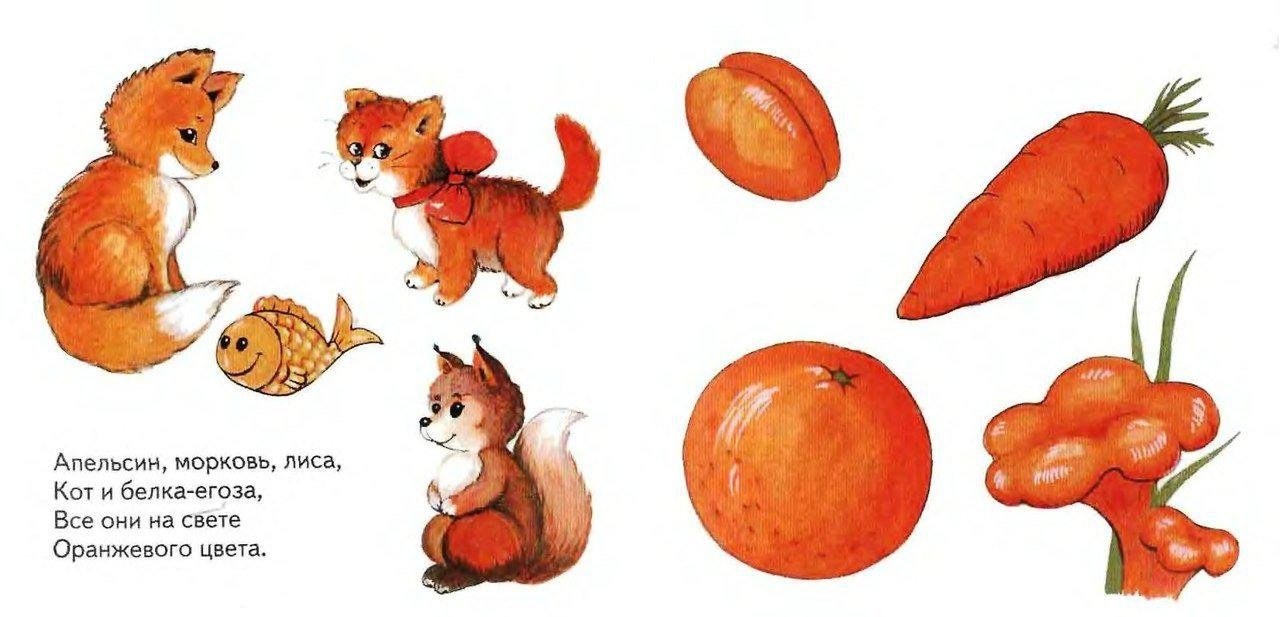 Апельсин, морковь, лиса,
Кот и белка-егоза,
Все они на свете
Оранжевого цвета.